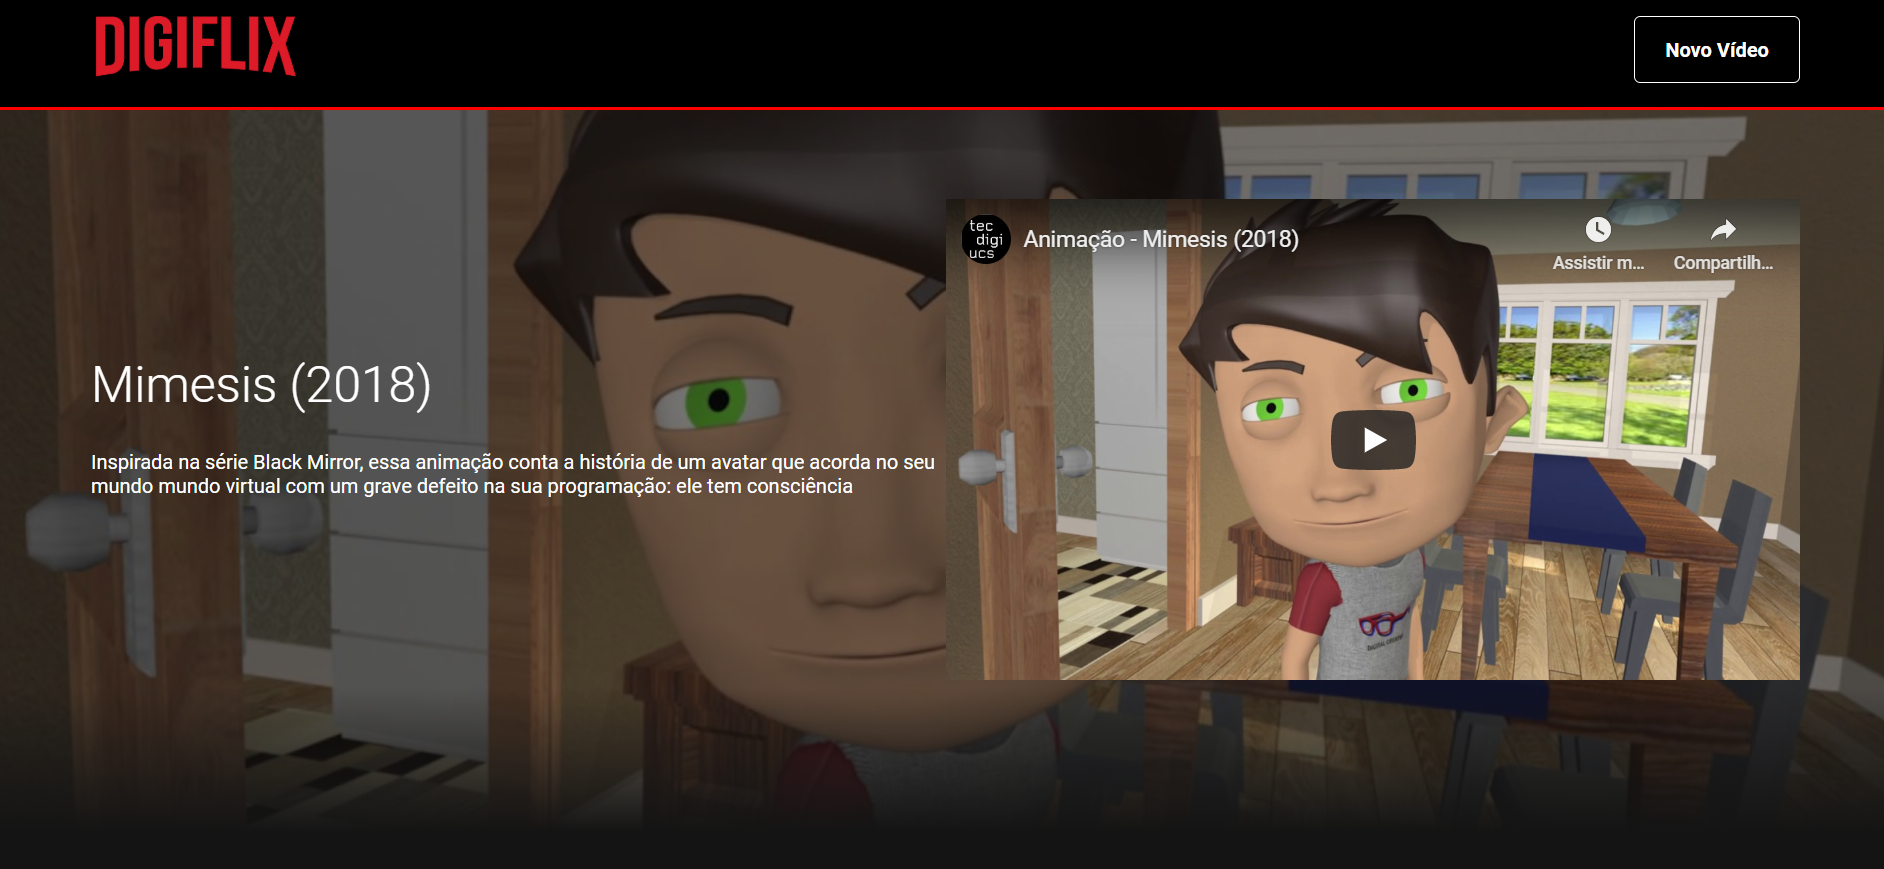 DIGIFLIX
Novo Vídeo
tec
digi
ucs
Animação - Mimesis (2018)
Assistir m...
Compartilh...
Mimesis (2018)
Inspirada na série Black Mirror, essa animação conta a história de um avatar que acorda no seu
mundo mundo virtual com um grave defeito na sua programação: ele tem consciência